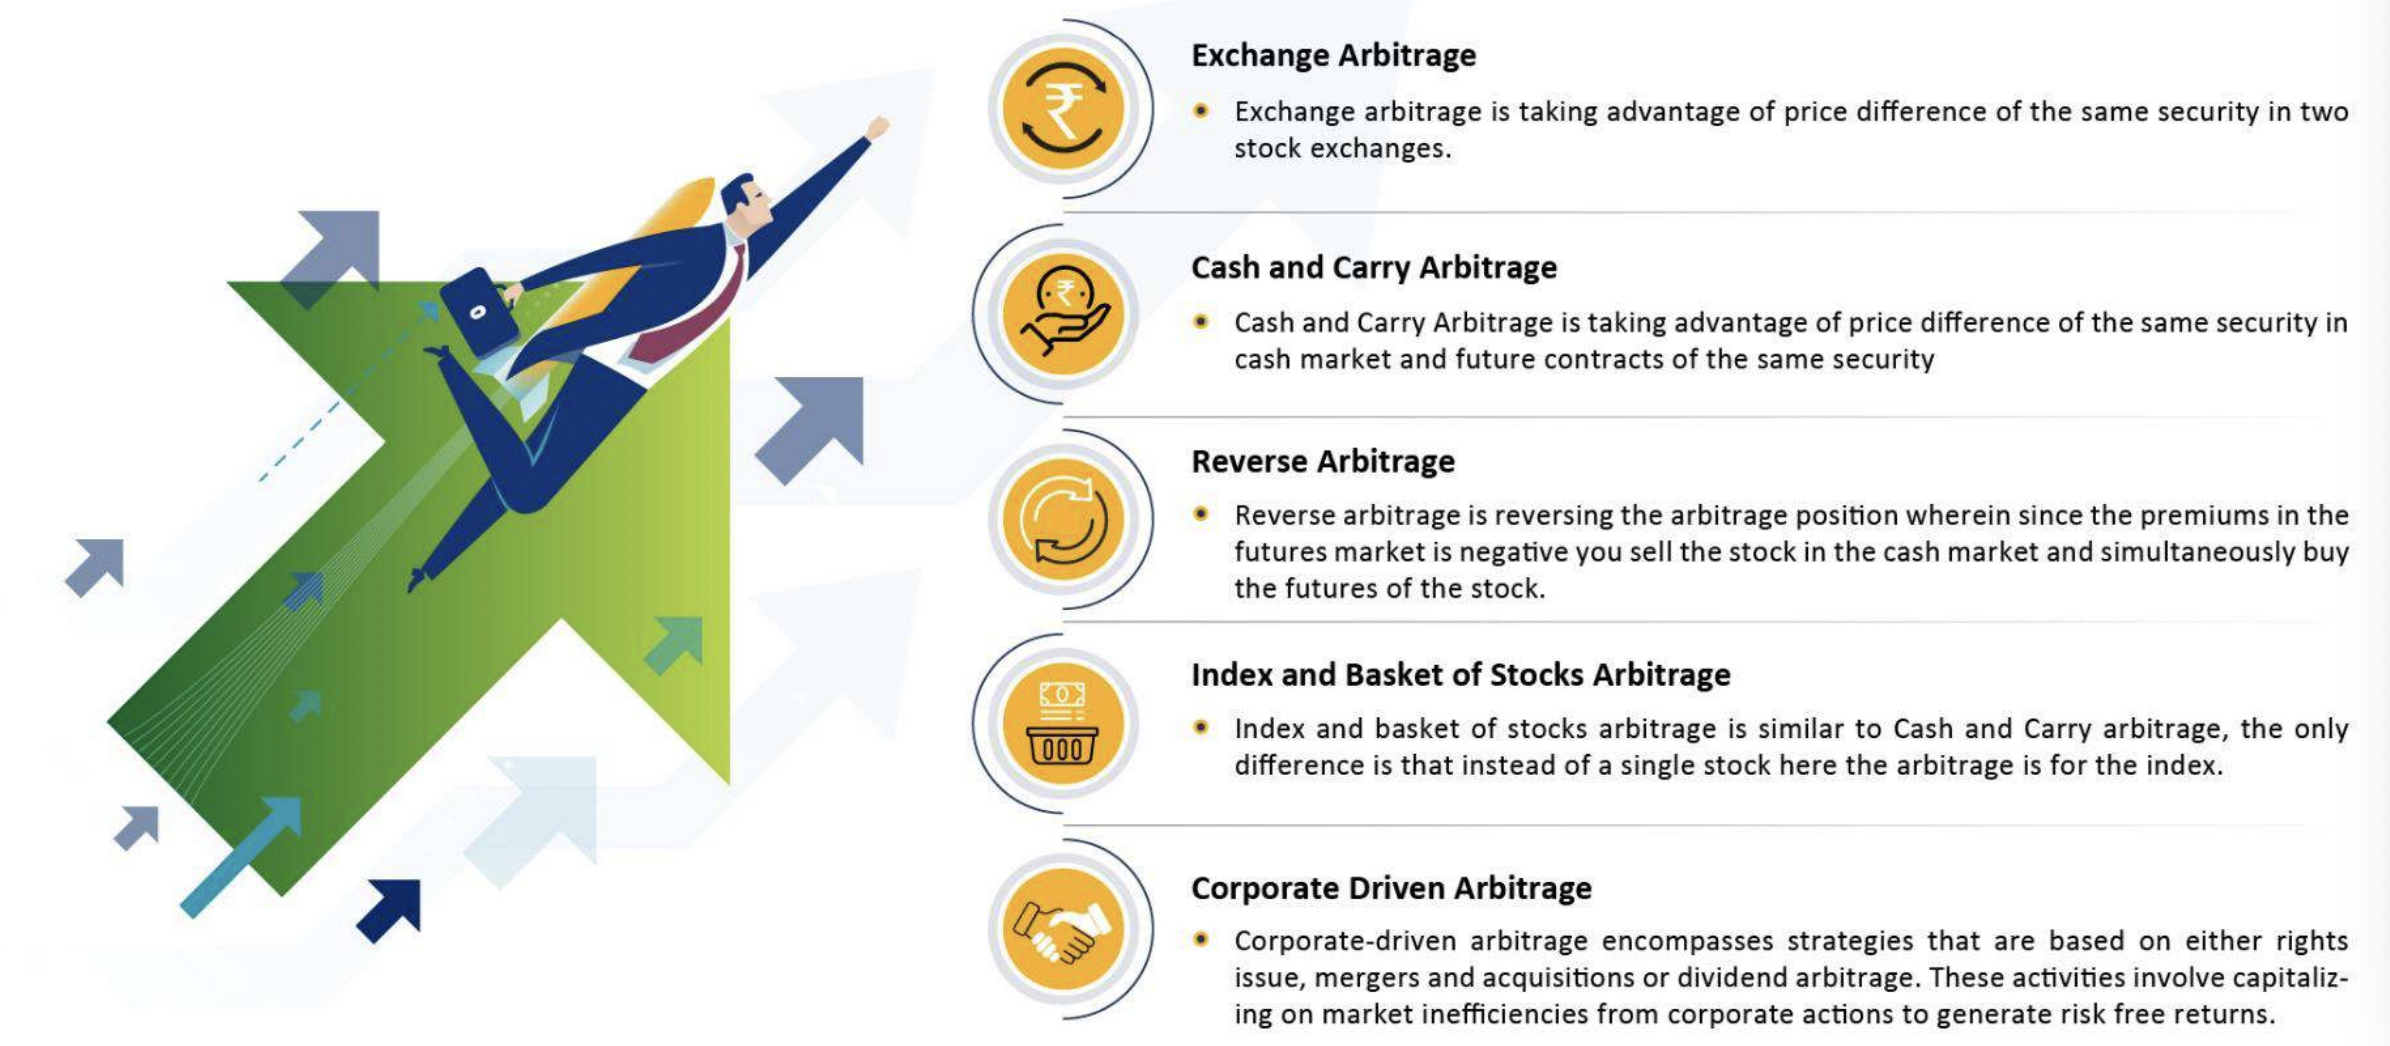 Exchange Arbitrage
Exchange arbitrage is taking advantage of price difference of the same security in two
stock exchanges.
Cash and Carry Arbitrage
Cash and Carry Arbitrage is taking advantage of price difference of the same security in
cash market and future contracts of the same security
Reverse Arbitrage
Reverse arbitrage is reversing the arbitrage position wherein since the premiums in the
futures market is negative you sell the stock in the cash market and simultaneously buy
the futures of the stock.
Index and Basket of Stocks Arbitrage
Index and basket of stocks arbitrage is similar to Cash and Carry arbitrage, the only
difference is that instead of a single stock here the arbitrage is for the index.
Corporate Driven Arbitrage
Corporate-driven arbitrage encompasses strategies that are based on either rights
issue, mergers and acquisitions or dividend arbitrage. These activities involve capitaliz-
ing on market inefficiencies from corporate actions to generate risk free returns.